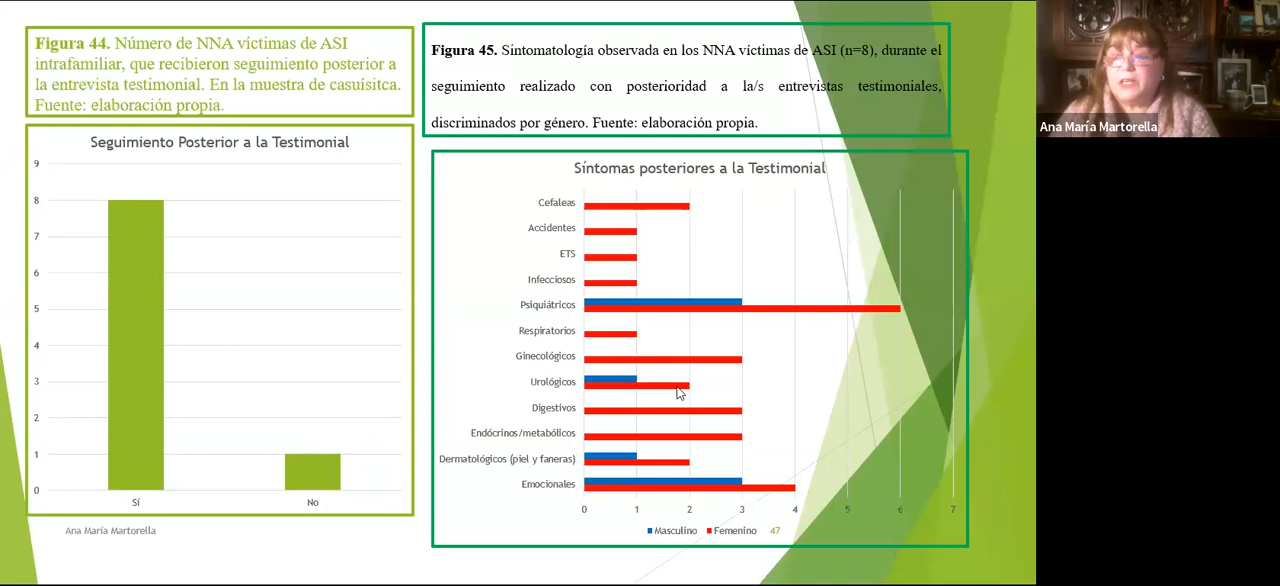 Figura 44. Número de NNA víctimas de ASI
intrafamiliar, que recibieron seguimiento posterior a
la entrevista testimonial. En la muestra de casuísitca.
Fuente: elaboración propia.
Seguimiento Posterior a la Testimonial
9
8
7
6
5
4
3
2
1
0
Sí No
Ana María Martorella
Figura 45. Sintomatología observada en los NNA víctimas de ASI (n=8), durante el
seguimiento realizado con posterioridad a la/s entrevistas testimoniales,
discriminados por género. Fuente: elaboración propia.
Síntomas posteriores a la Testimonial
Cefaleas
Accidentes
ETS
Infecciosos
Psiquiátricos
Respiratorios
Ginecológicos
Urológicos
Digestivos
Endócrinos/metabólicos
Dermatológicos (piel y faneras)
Emocionales
0 1 2 3 4 5 6 7
Masculino Femenino 47
Ana María Martorella